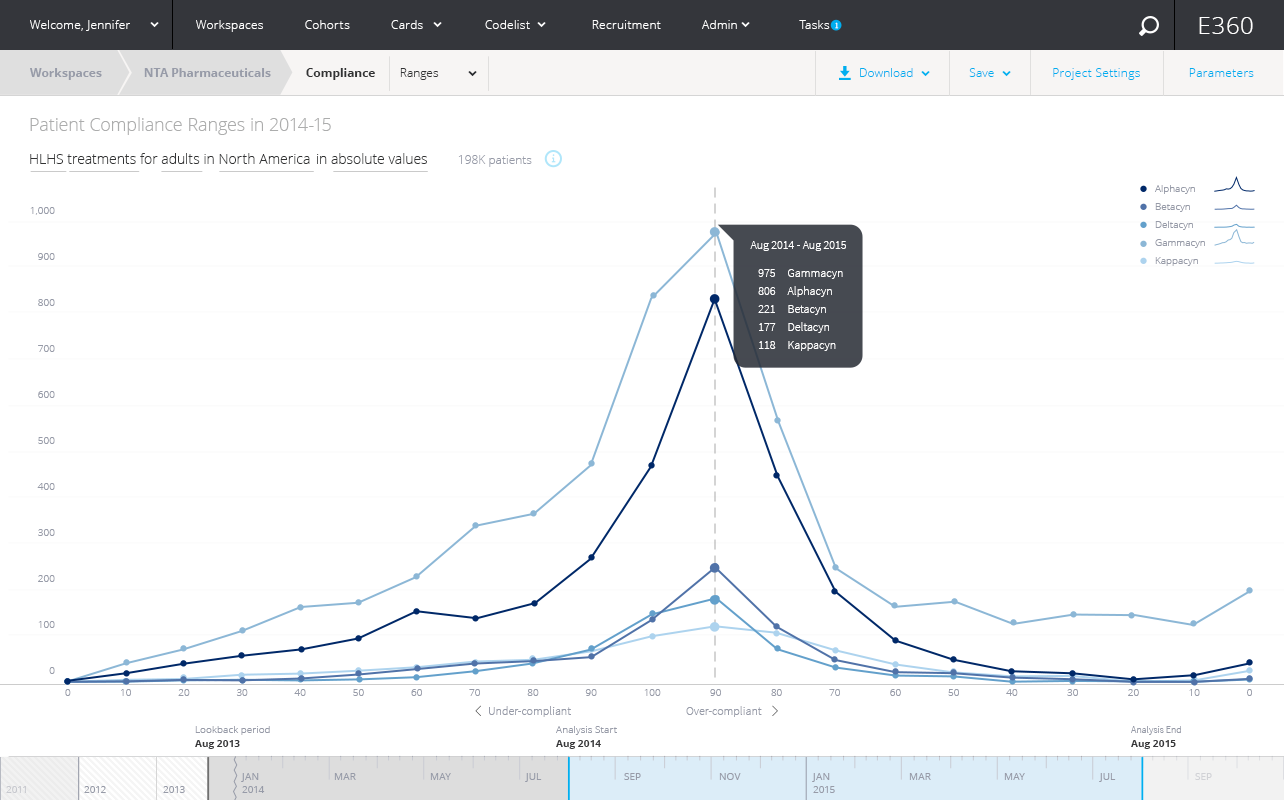 Welcome, Jennifer Workspaces Cohorts Cards Codelist Recruitment Admin Tasks E360
Workspaces NTA Pharmaceuticals Compliance Ranges Download Save Project Settings Parameters
Patient Compliance Ranges in 2014-15
HLHS treatments for adults in North America in absolute values 198K patients
Alphacyn
Betacyn
Deltacyn
Gammacyn
Kappacyn
1,000
900
800
700
600
500
400
300
200
100
0
Aug 2014 - Aug 2015
975 Gammacyn
806 Alphacyn
221 Betacyn
177 Deltacyn
118 Kappacyn
0 10 20 30 40 50 60 70 80 90 100 90 80 70 60 50 40 30 20 10 0
Under-compliant Over-compliant
Lookback period Analysis Start Analysis End
Aug 2013 Aug 2014 Aug 2015
JAN MAR MAY JUL SEP NOV JAN MAR MAY JUL SEP
2011 2012 2013 2014 2015